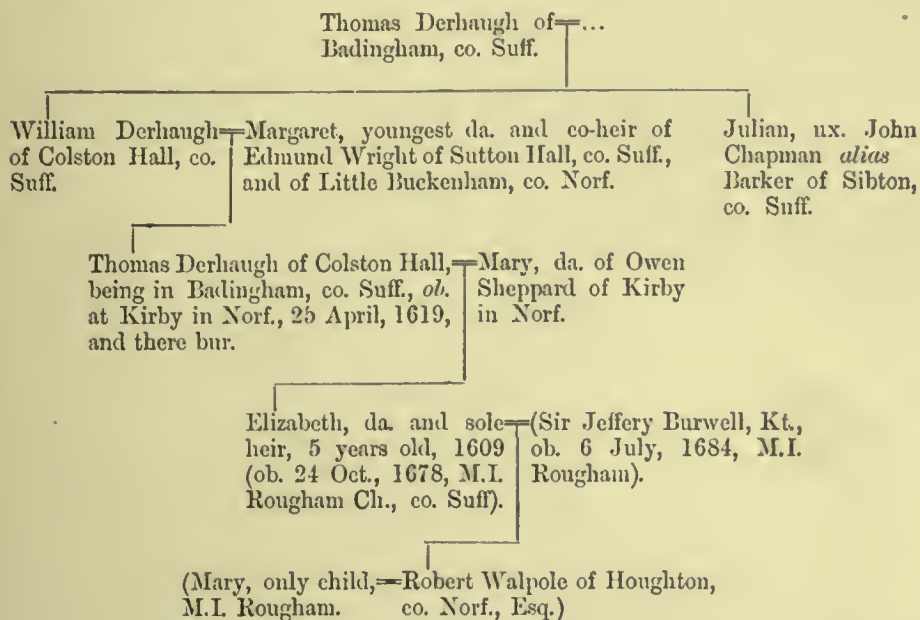 Thomas Derhaugh of=...
Badingham, co. Suff.
William Derhaugh=
of Colston Hall, co.
Suff.
Margaret, youngest da. and co-heir of
Edmund Wright of Sutton Hall, co. Suff.,
and of Little Buckenham, co. Norf.
Julian, ux. John
Chapman alias
Barker of Sibton,
co. Suff.
Thomas Derhaugh of Colston Hall,=
being in Badingham, co. Suff., ob.
at Kirby in Norf., 25 April, 1619,
and there bur.
Mary, da. of Owen
Sheppard of Kirby
in Norf.
Elizabeth, da. and sole=
heir, 5 years old, 1609
(ob. 24 Oct., 1678, M.I.
Rougham Ch., co. Suff).
(Sir Jeffery Burwell, Kt.,
ob. 6 July, 1684, M.I.
Rougham).
(Mary, only child,=
M.I. Rougham.
Robert Walpole of Houghton,
co. Norf., Esq.)